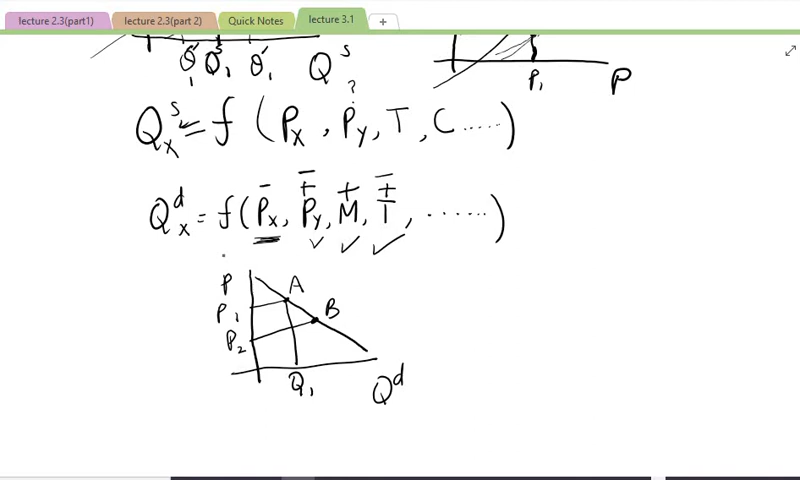 lecture 2.3(part1) lecture 2.3(part 2) Quick Notes lecture 3.1 +
Q₁' Q₁ˢ Q₁' Qˢ P₁ P
?
Qₓˢ = f (Pₓ, Pᵧ, T, C.....)
− ∓ + ∓
Qₓᵈ = f(Pₓ, Pᵧ, M, T, ......)
✓ ✓ ✓
P A
P₁ B
P₂
Q₁ Qᵈ